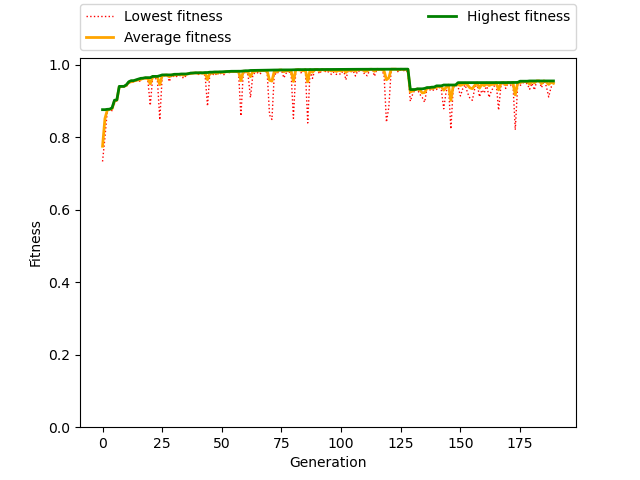 Lowest fitness
Average fitness
Highest fitness
1.0
0.8
0.6
0.4
0.2
0.0
Fitness
0 25 50 75 100 125 150 175
Generation